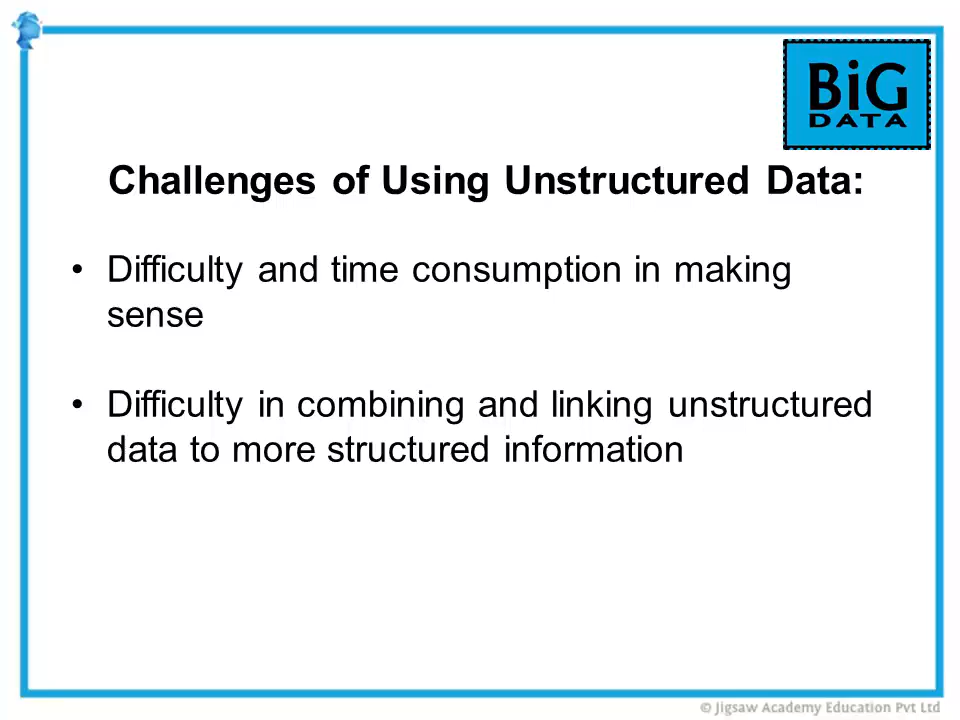 BiG
DATA
Challenges of Using Unstructured Data:
• Difficulty and time consumption in making
sense
• Difficulty in combining and linking unstructured
data to more structured information
© Jigsaw Academy Education Pvt Ltd